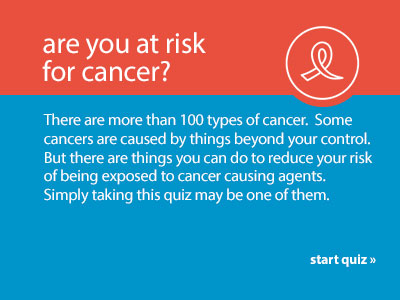 are you at risk
for cancer?
There are more than 100 types of cancer.  Some
cancers are caused by things beyond your control.
But there are things you can do to reduce your risk
of being exposed to cancer causing agents.
Simply taking this quiz may be one of them.
start quiz »